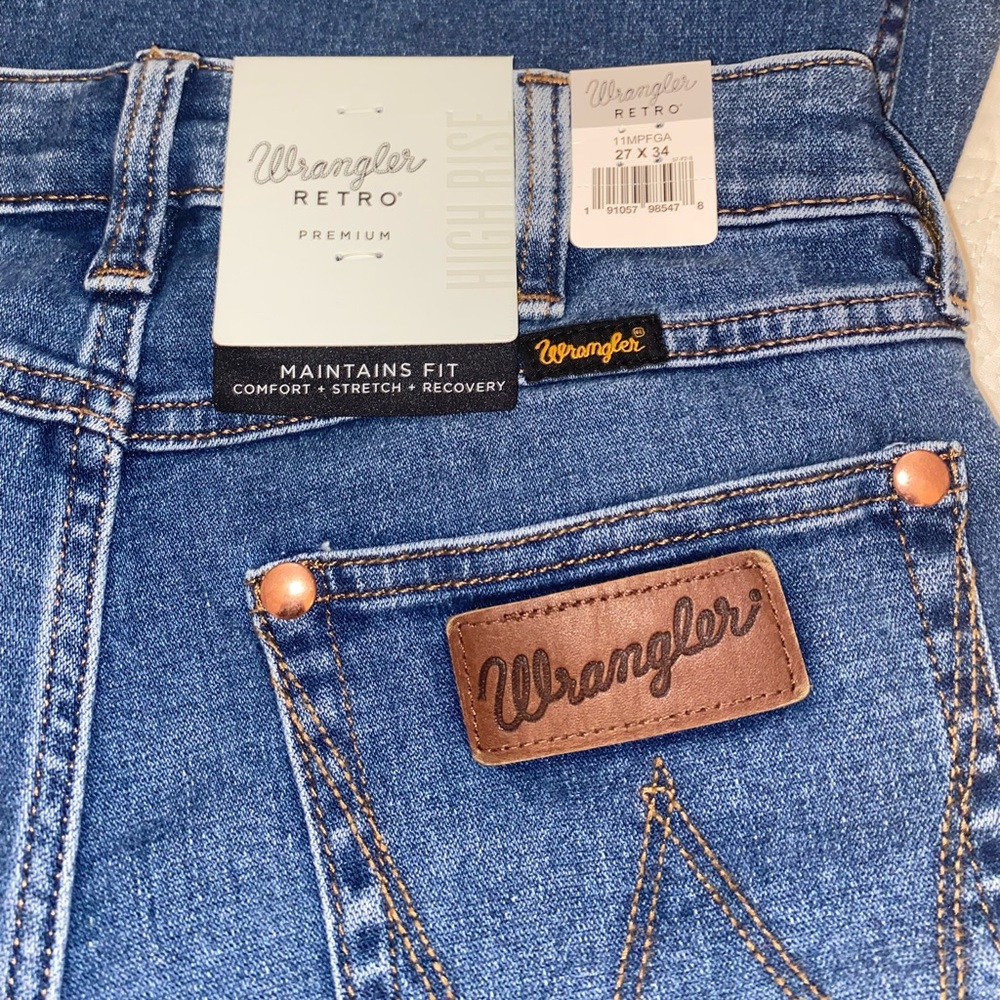 Wrangler
RETRO®
PREMIUM
HIGH RISE
MAINTAINS FIT
COMFORT + STRETCH + RECOVERY
Wrangler
RETRO
11MPFGA
27 X 34
1 91057 98547 8
Wrangler
Wrangler